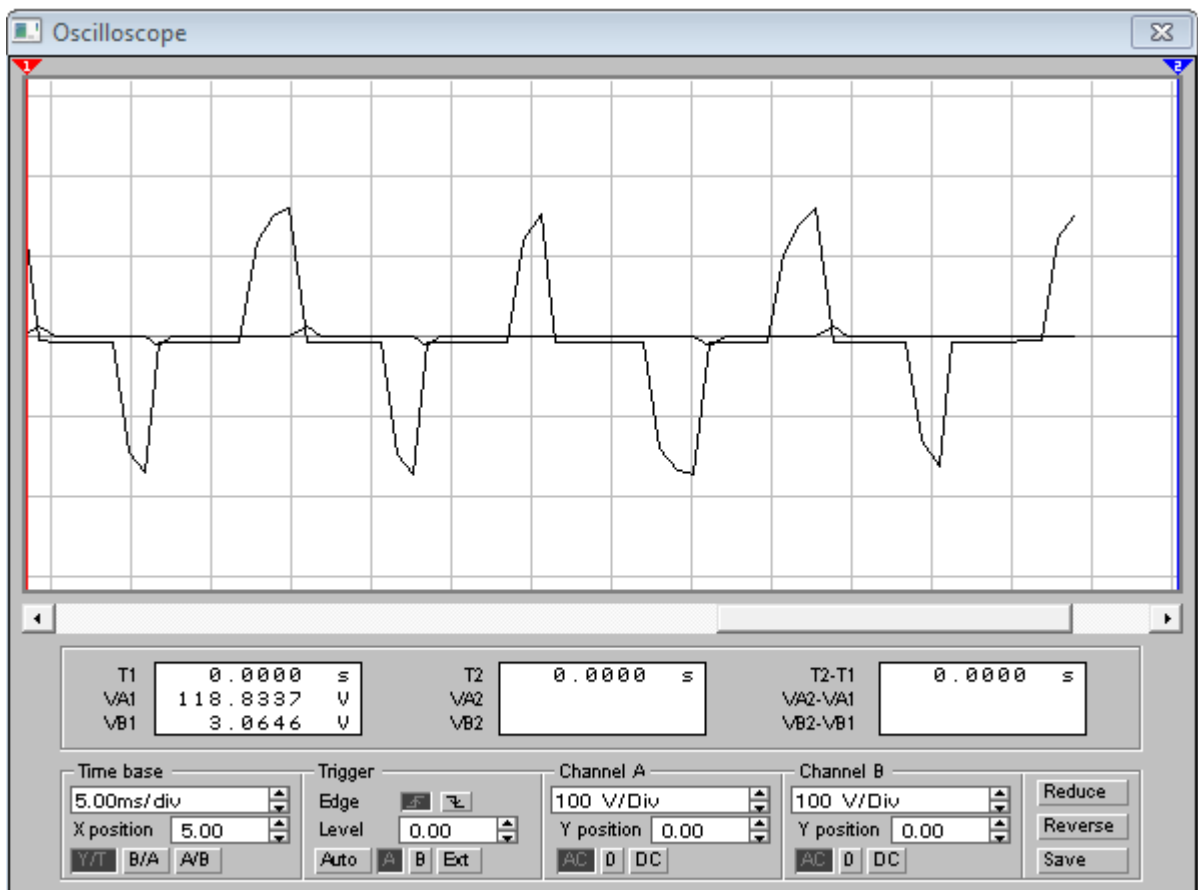 Oscilloscope
1 2
T1 0.0000 s T2 0.0000 s T2-T1 0.0000 s
VA1 118.8337 V VA2 VA2-VA1
VB1 3.0646 V VB2 VB2-VB1
Time base Trigger Channel A Channel B
5.00ms/div Edge 100 V/Div 100 V/Div Reduce
X position 5.00 Level 0.00 Y position 0.00 Y position 0.00 Reverse
Y/T B/A A/B Auto A B Ext AC 0 DC AC 0 DC Save